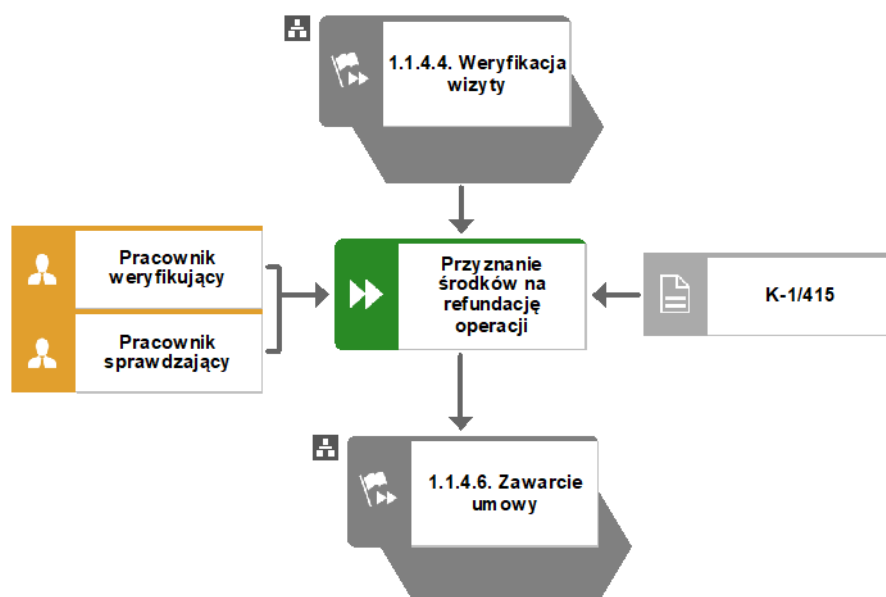 1.1.4.4. Weryfikacja
wizyty
Pracownik
weryfikujący
Pracownik
sprawdzający
Przyznanie
środków na
refundację
operacji
K-1/415
1.1.4.6. Zawarcie
umowy